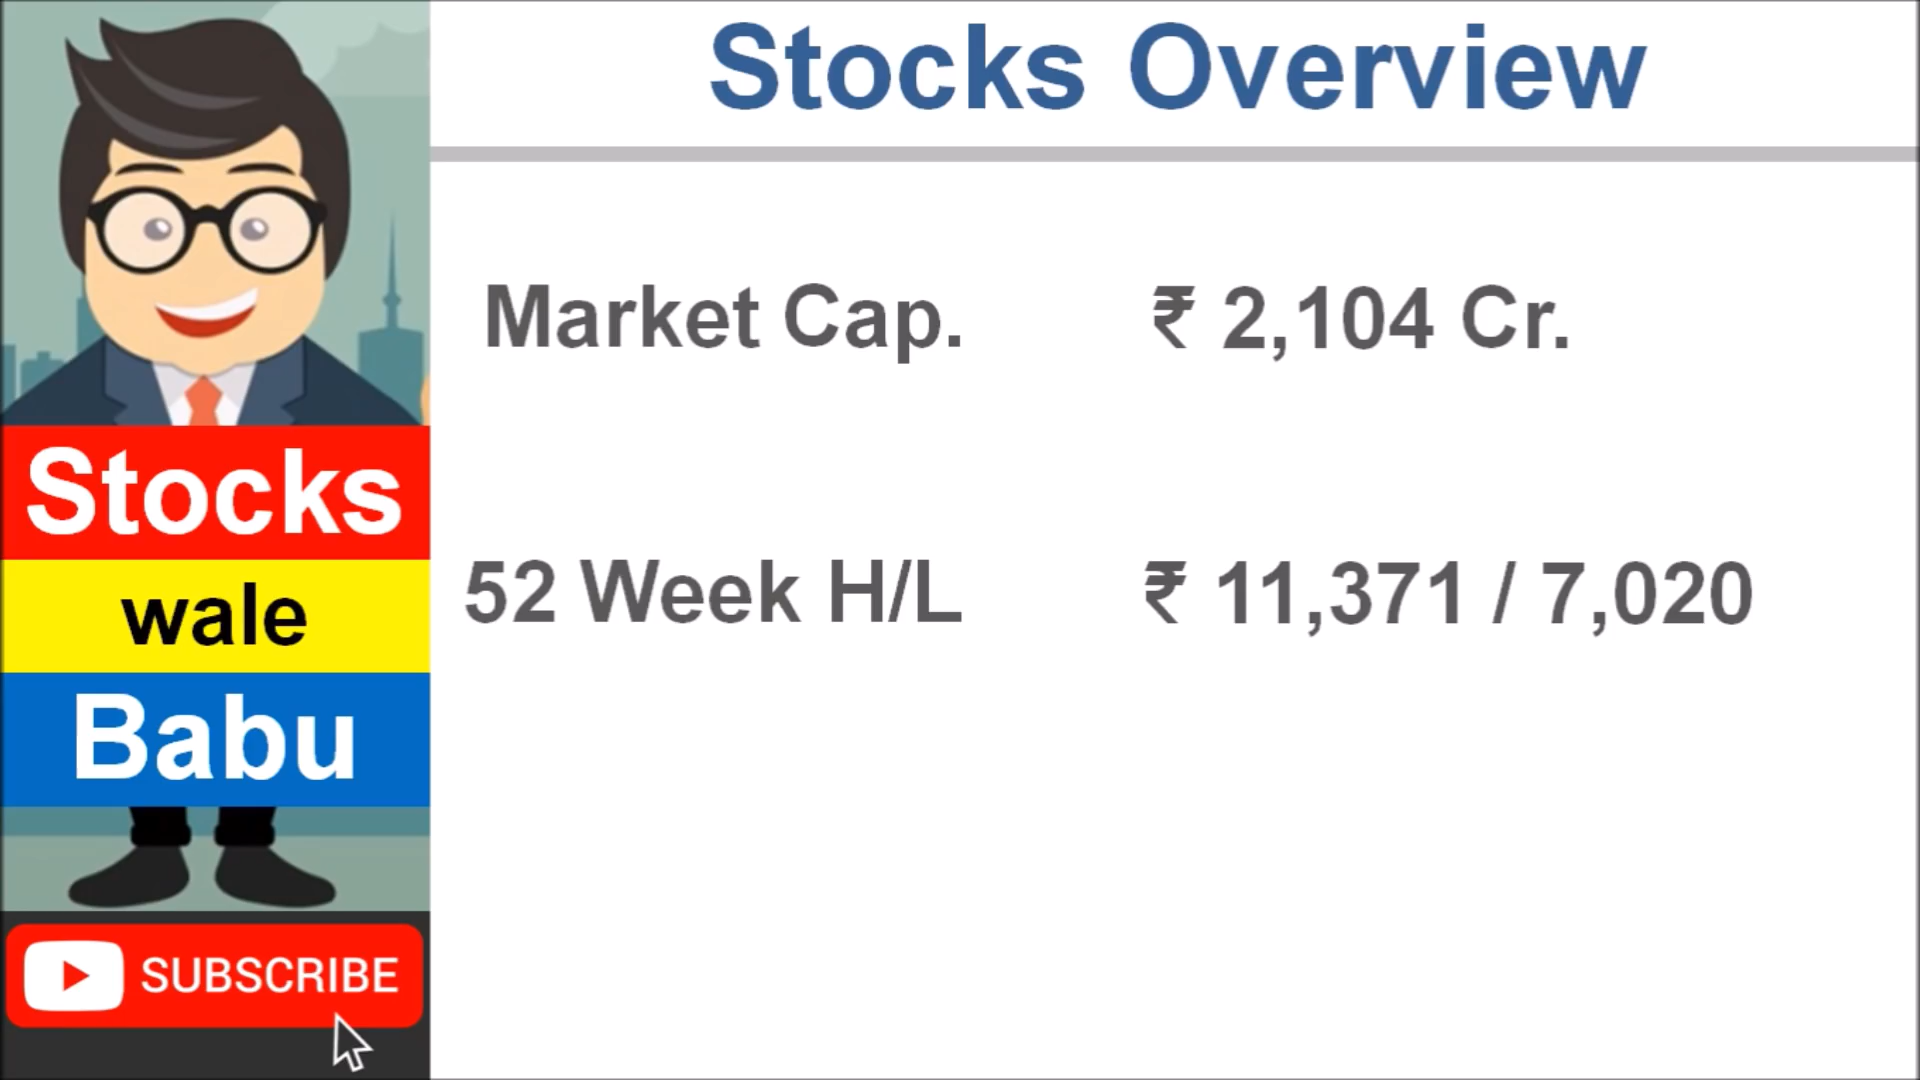 Stocks Overview
Market Cap. ₹ 2,104 Cr.
52 Week H/L ₹ 11,371 / 7,020
Stocks
wale
Babu
SUBSCRIBE